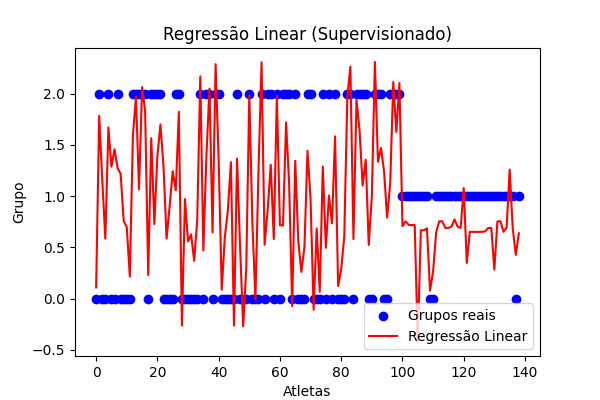 Regressão Linear (Supervisionado)
2.0
1.5
1.0
0.5
0.0
−0.5
Grupo
0 20 40 60 80 100 120 140
Atletas
Grupos reais
Regressão Linear